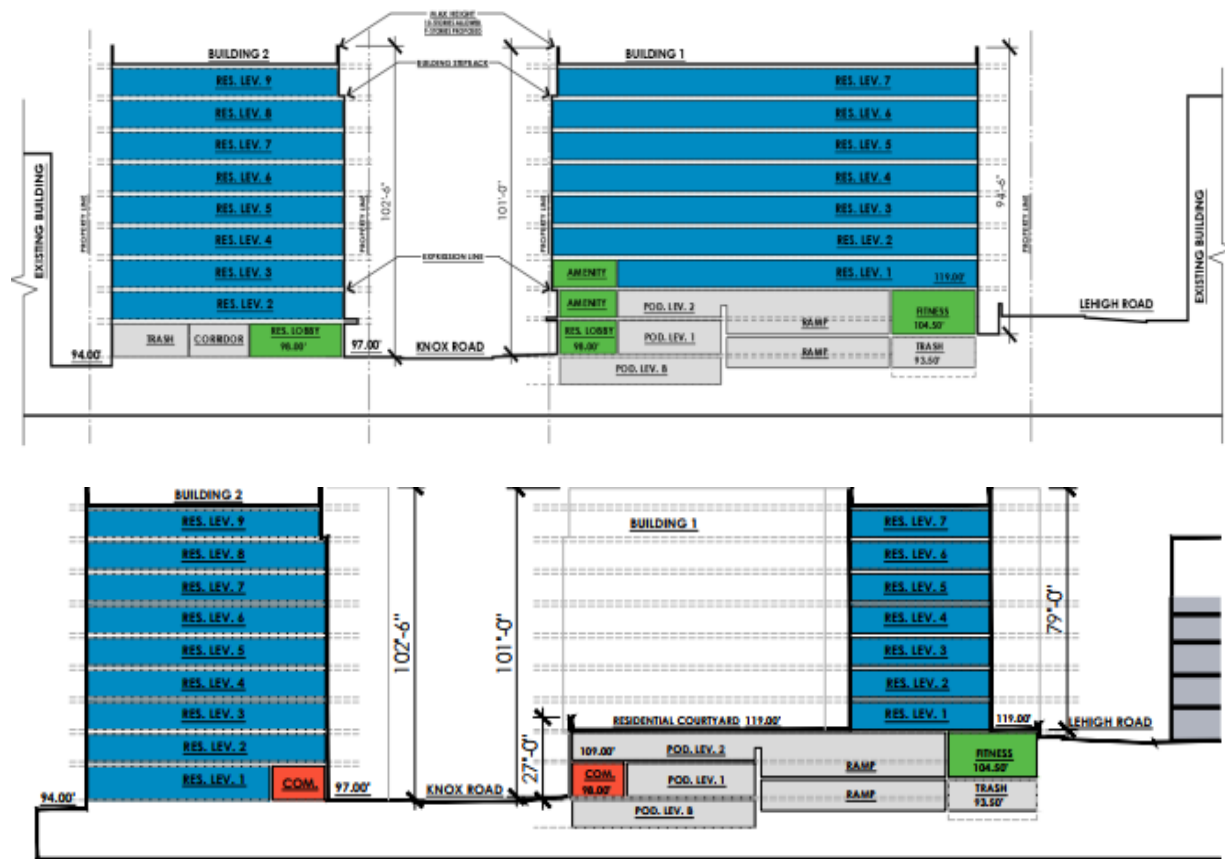 MAX HEIGHT
10-STORIES ALLOWED
9-STORIES PROPOSED
BUILDING 2
BUILDING 1
BUILDING STEPBACK
RES. LEV. 9
RES. LEV. 8
RES. LEV. 7
RES. LEV. 6
RES. LEV. 5
RES. LEV. 4
RES. LEV. 3
RES. LEV. 2
TRASH
CORRIDOR
RES. LOBBY
98.00'
94.00'
97.00'
EXISTING BUILDING
PROPERTY LINE
PROPERTY LINE
102'-6"
101'-0"
PROPERTY LINE
EXPRESSION LINE
KNOX ROAD
RES. LEV. 7
RES. LEV. 6
RES. LEV. 5
RES. LEV. 4
RES. LEV. 3
RES. LEV. 2
AMENITY
RES. LEV. 1
119.00'
AMENITY
POD. LEV. 2
RAMP
FITNESS
104.50'
RES. LOBBY
98.00'
POD. LEV. 1
RAMP
TRASH
93.50'
POD. LEV. B
94'-6"
PROPERTY LINE
LEHIGH ROAD
EXISTING BUILDING
BUILDING 2
RES. LEV. 9
RES. LEV. 8
RES. LEV. 7
RES. LEV. 6
RES. LEV. 5
RES. LEV. 4
RES. LEV. 3
RES. LEV. 2
RES. LEV. 1
COM.
94.00'
97.00'
102'-6"
101'-0"
KNOX ROAD
27'-0"
BUILDING 1
RES. LEV. 7
RES. LEV. 6
RES. LEV. 5
RES. LEV. 4
RES. LEV. 3
RES. LEV. 2
RES. LEV. 1
RESIDENTIAL COURTYARD 119.00'
119.00'
79'-0"
LEHIGH ROAD
109.00'
POD. LEV. 2
RAMP
FITNESS
104.50'
COM.
98.00'
POD. LEV. 1
RAMP
TRASH
93.50'
POD. LEV. B